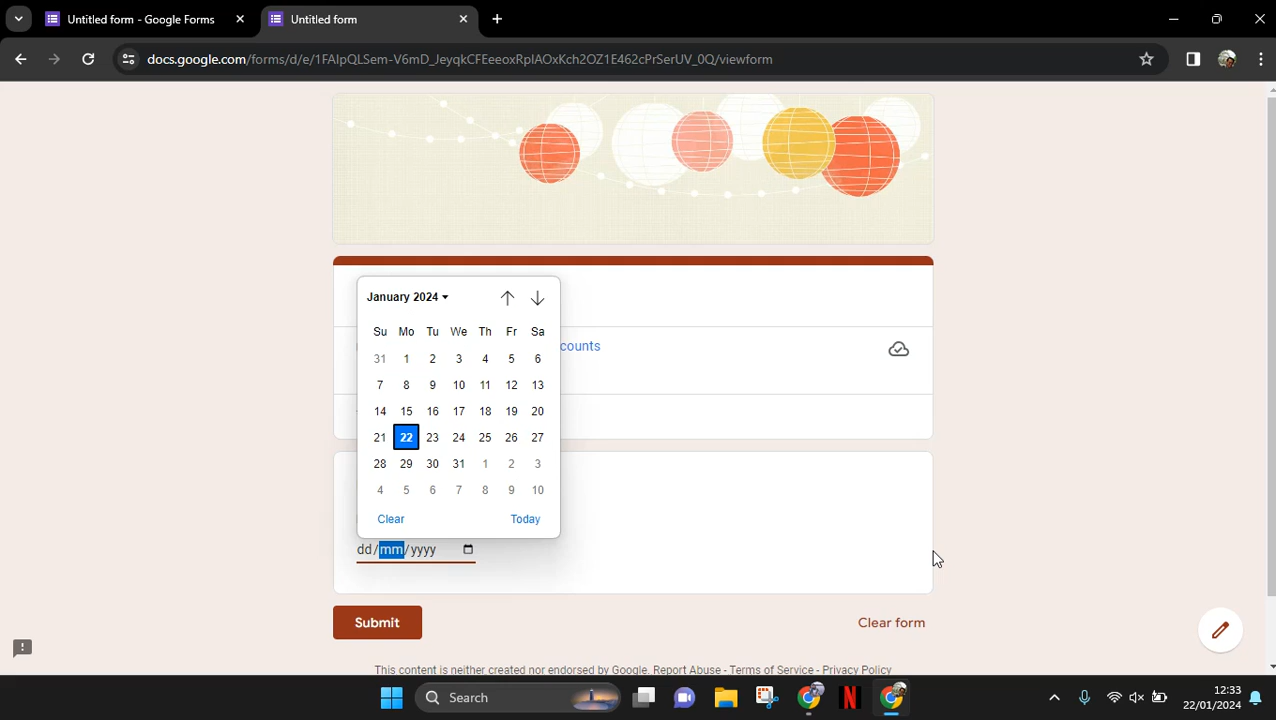 Untitled form - Google Forms
Untitled form
docs.google.com/forms/d/e/1FAIpQLSem-V6mD_JeyqkCFEeeoxRpIAOxKch2OZ1E462cPrSerUV_0Q/viewform
January 2024
Su Mo Tu We Th Fr Sa
counts
31 1 2 3 4 5 6
7 8 9 10 11 12 13
14 15 16 17 18 19 20
21 22 23 24 25 26 27
28 29 30 31 1 2 3
4 5 6 7 8 9 10
Clear Today
dd/mm/yyyy
Submit Clear form
This content is neither created nor endorsed by Google. Report Abuse - Terms of Service - Privacy Policy
Search
12:33
22/01/2024